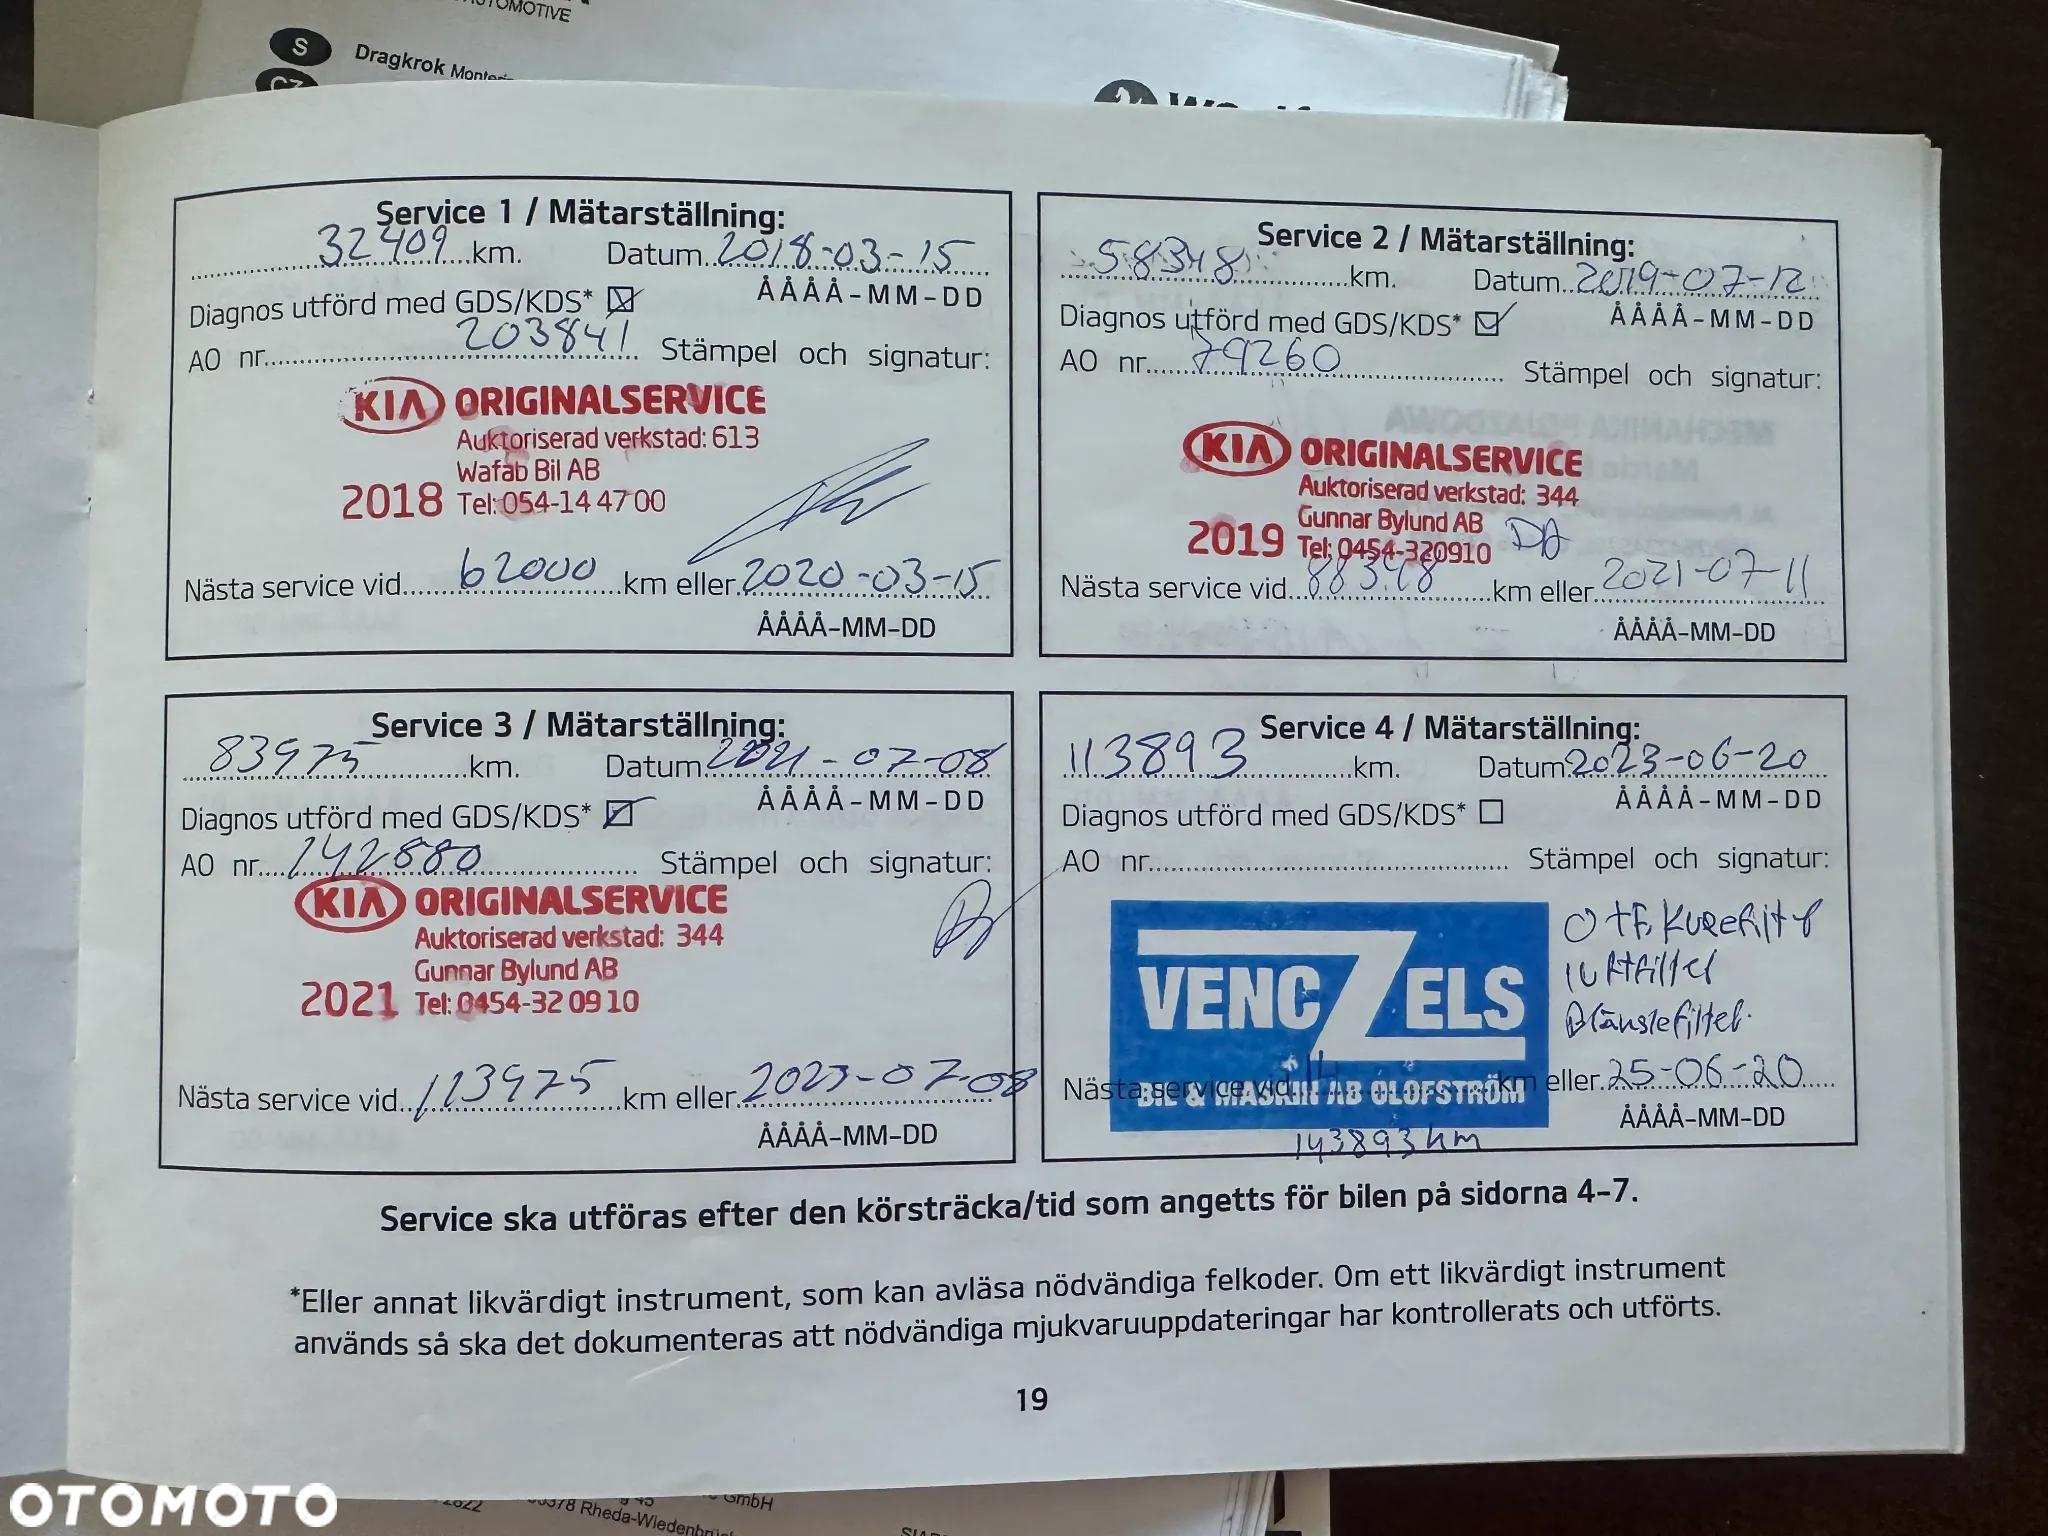 AUTOMOTIVE
S Dragkrok
CZ
Service 1 / Mätarställning:
32409 km. Datum 2018-03-15
ÅÅÅÅ-MM-DD
Diagnos utförd med GDS/KDS*
AO nr. 203841 Stämpel och signatur:
KIA ORIGINALSERVICE
Auktoriserad verkstad: 613
Wafab Bil AB
2018 Tel: 054-14 47 00
Nästa service vid 62000 km eller 2020-03-15
ÅÅÅÅ-MM-DD
Service 2 / Mätarställning:
58348 km. Datum 2019-07-12
ÅÅÅÅ-MM-DD
Diagnos utförd med GDS/KDS*
AO nr. 79260 Stämpel och signatur:
KIA ORIGINALSERVICE
Auktoriserad verkstad: 344
Gunnar Bylund AB
2019 Tel: 0454-320910
Nästa service vid 88348 km eller 2021-07-11
ÅÅÅÅ-MM-DD
Service 3 / Mätarställning:
83975 km. Datum 2021-07-08
ÅÅÅÅ-MM-DD
Diagnos utförd med GDS/KDS*
AO nr. 142880 Stämpel och signatur:
KIA ORIGINALSERVICE
Auktoriserad verkstad: 344
Gunnar Bylund AB
2021 Tel: 0454-32 09 10
Nästa service vid 113975 km eller 2023-07-08
ÅÅÅÅ-MM-DD
Service 4 / Mätarställning:
113893 km. Datum 2023-06-20
ÅÅÅÅ-MM-DD
Diagnos utförd med GDS/KDS*
AO nr. Stämpel och signatur:
VENCZELS
BIL & MASKIN AB OLOFSTRÖM
luftfilter
Bränslefilter
Nästa service vid km eller 25-06-20
143893 km
ÅÅÅÅ-MM-DD
Service ska utföras efter den körsträcka/tid som angetts för bilen på sidorna 4-7.
*Eller annat likvärdigt instrument, som kan avläsa nödvändiga felkoder. Om ett likvärdigt instrument
används så ska det dokumenteras att nödvändiga mjukvaruuppdateringar har kontrollerats och utförts.
19
GmbH
OTOMOTO